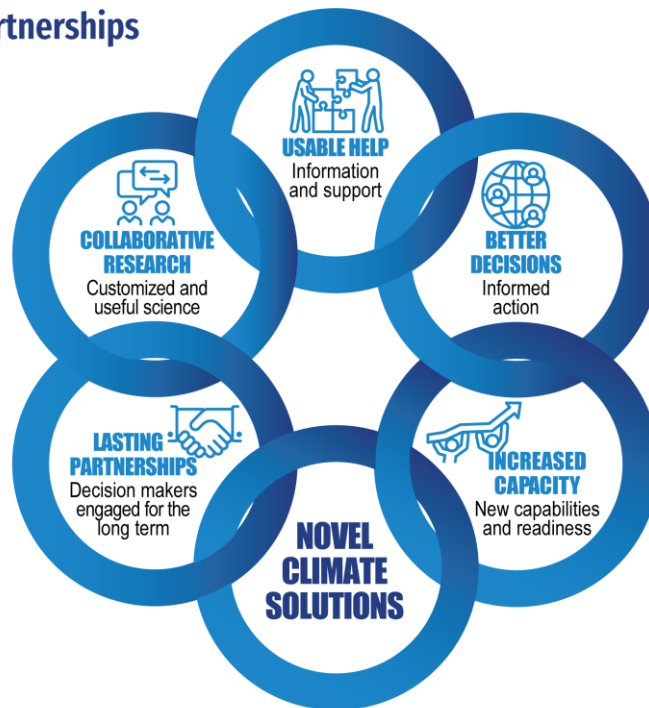 rtnerships
USABLE HELP
Information
and support
COLLABORATIVE
RESEARCH
Customized and
useful science
BETTER
DECISIONS
Informed
action
LASTING
PARTNERSHIPS
Decision makers
engaged for the
long term
INCREASED
CAPACITY
New capabilities
and readiness
NOVEL
CLIMATE
SOLUTIONS